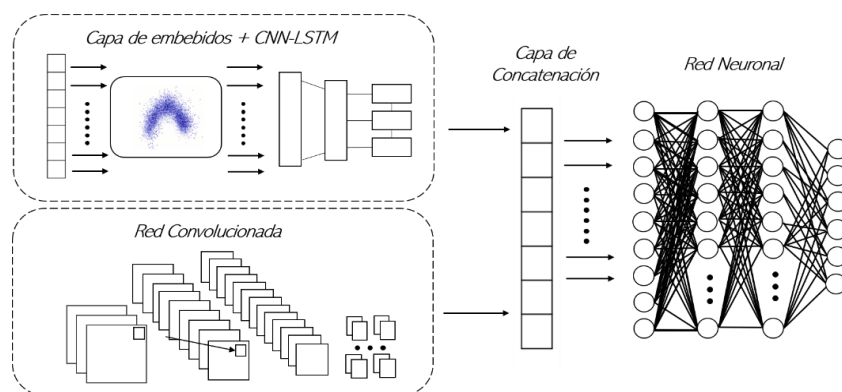 Capa de embebidos + CNN-LSTM
Capa de
Concatenación
Red Neuronal
Red Convolucionada